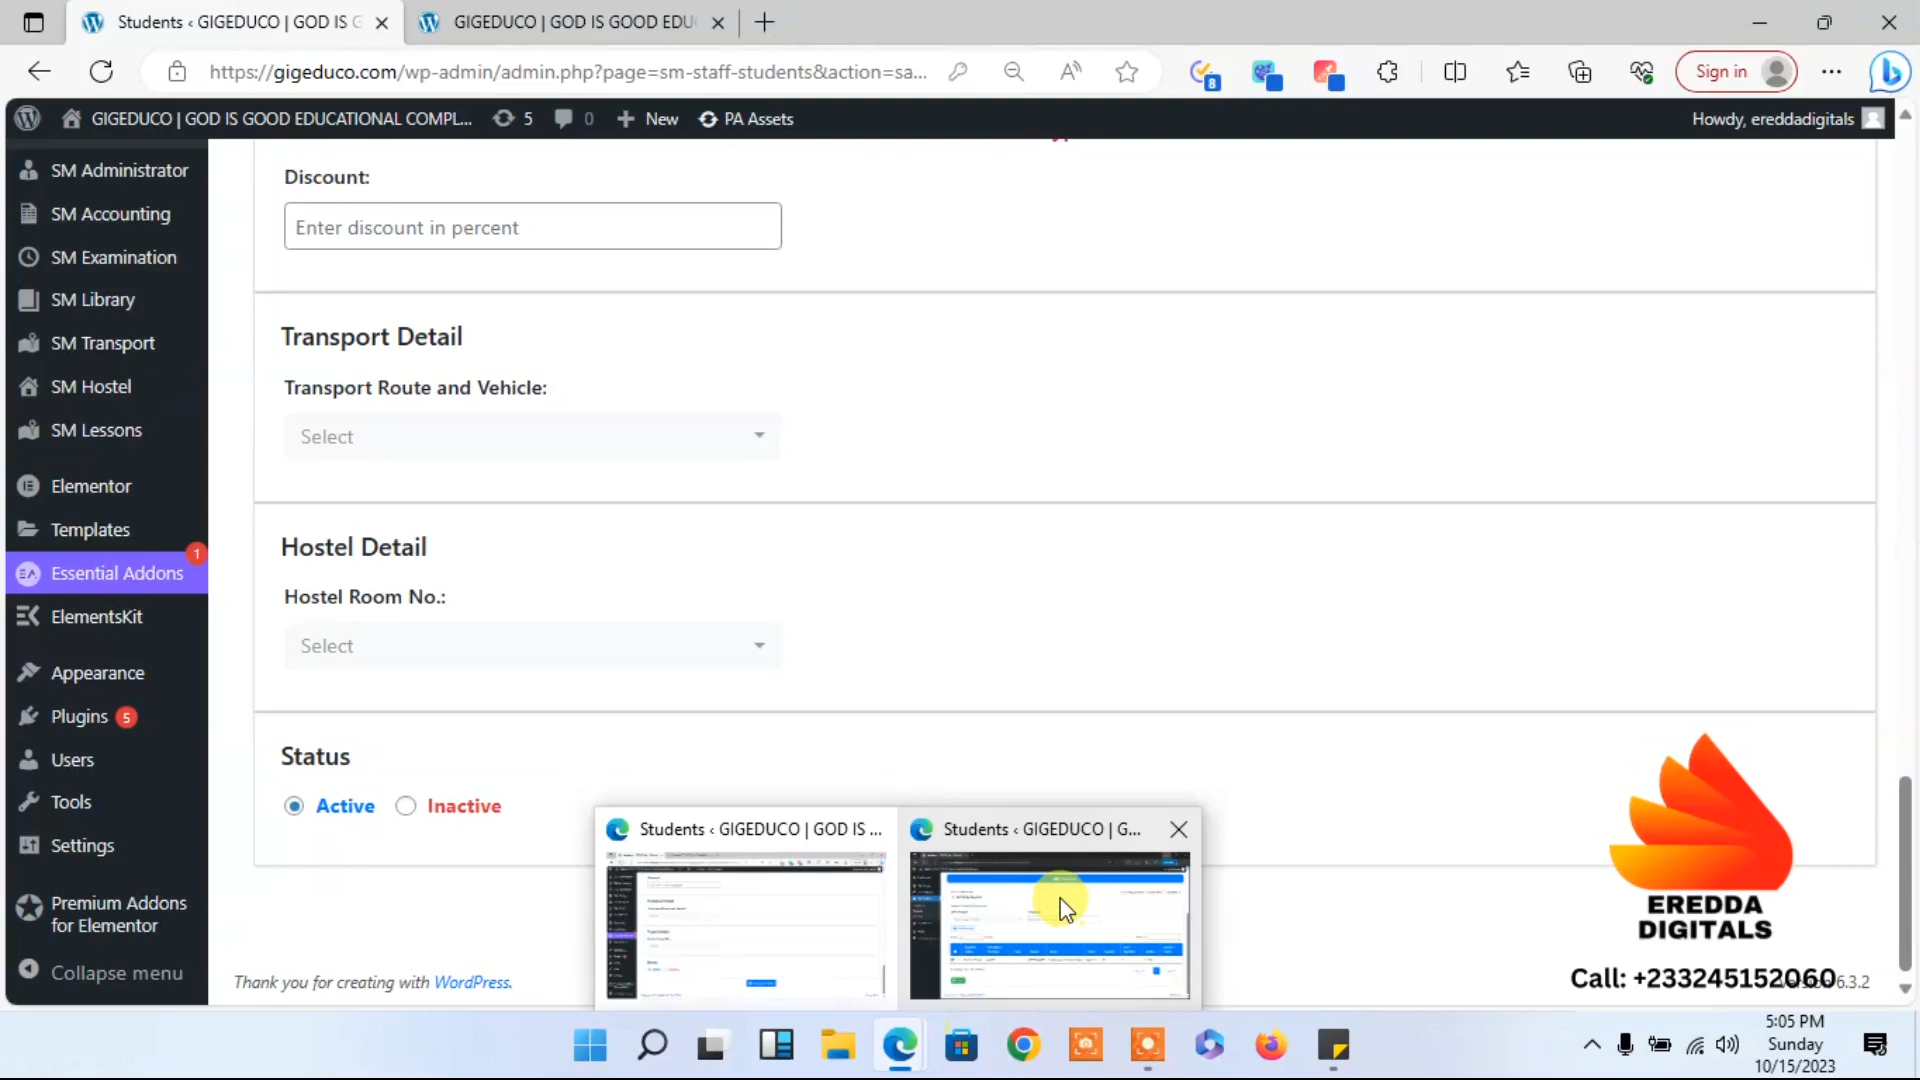 Students ‹ GIGEDUCO | GOD IS G
GIGEDUCO | GOD IS GOOD EDU
https://gigeduco.com/wp-admin/admin.php?page=sm-staff-students&action=sa...
8
Sign in
GIGEDUCO | GOD IS GOOD EDUCATIONAL COMPL...
5
0
New
PA Assets
Howdy, ereddadigitals
SM Administrator
SM Accounting
SM Examination
SM Library
SM Transport
SM Hostel
SM Lessons
Elementor
Templates
1
Essential Addons
ElementsKit
Appearance
Plugins 5
Users
Tools
Settings
Premium Addons
for Elementor
Collapse menu
Discount:
Enter discount in percent
Transport Detail
Transport Route and Vehicle:
Select
Hostel Detail
Hostel Room No.:
Select
Status
Active
Inactive
Students ‹ GIGEDUCO | GOD IS ...
Students ‹ GIGEDUCO | G...
Thank you for creating with WordPress.
EREDDA
DIGITALS
Call: +233245152060
6.3.2
5:05 PM
Sunday
10/15/2023